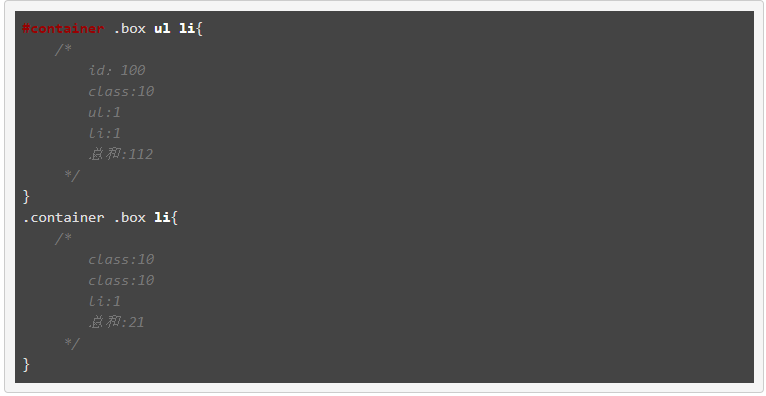 #container .box ul li{
    /*
        id: 100
        class:10
        ul:1
        li:1
        总和:112
     */
}
.container .box li{
    /*
        class:10
        class:10
        li:1
        总和:21
     */
}